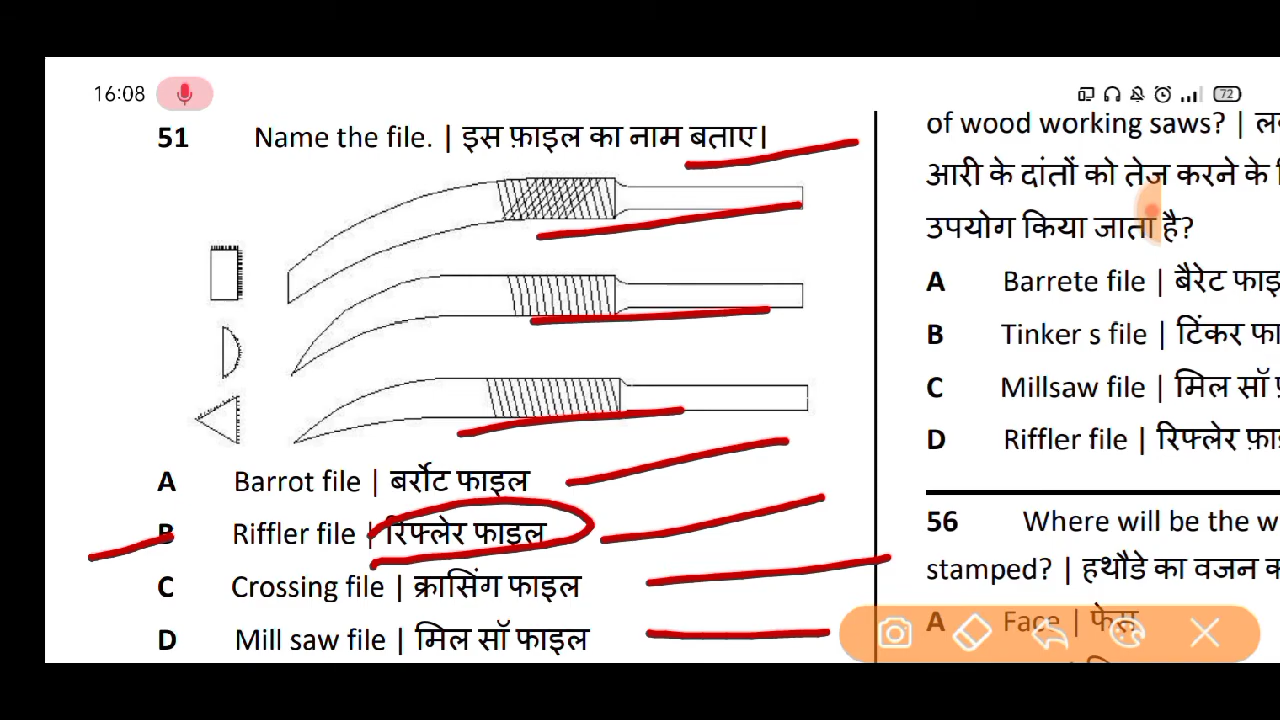 16:08
72
51 Name the file. | इस फ़ाइल का नाम बताए।
A Barrot file | बर्रोट फाइल
B Riffler file | रिफ्लेर फाइल
C Crossing file | क्रासिंग फाइल
D Mill saw file | मिल सॉ फाइल
of wood working saws? |
आरी के दांतों को तेज करने के
उपयोग किया जाता है?
A Barrete file | बैरेट
B Tinker s file | टिंकर
C Millsaw file | मिल सॉ
D Riffler file | रिफ्लेर
56 Where will be the
stamped? | हथौडे का वजन
A Face | फेस